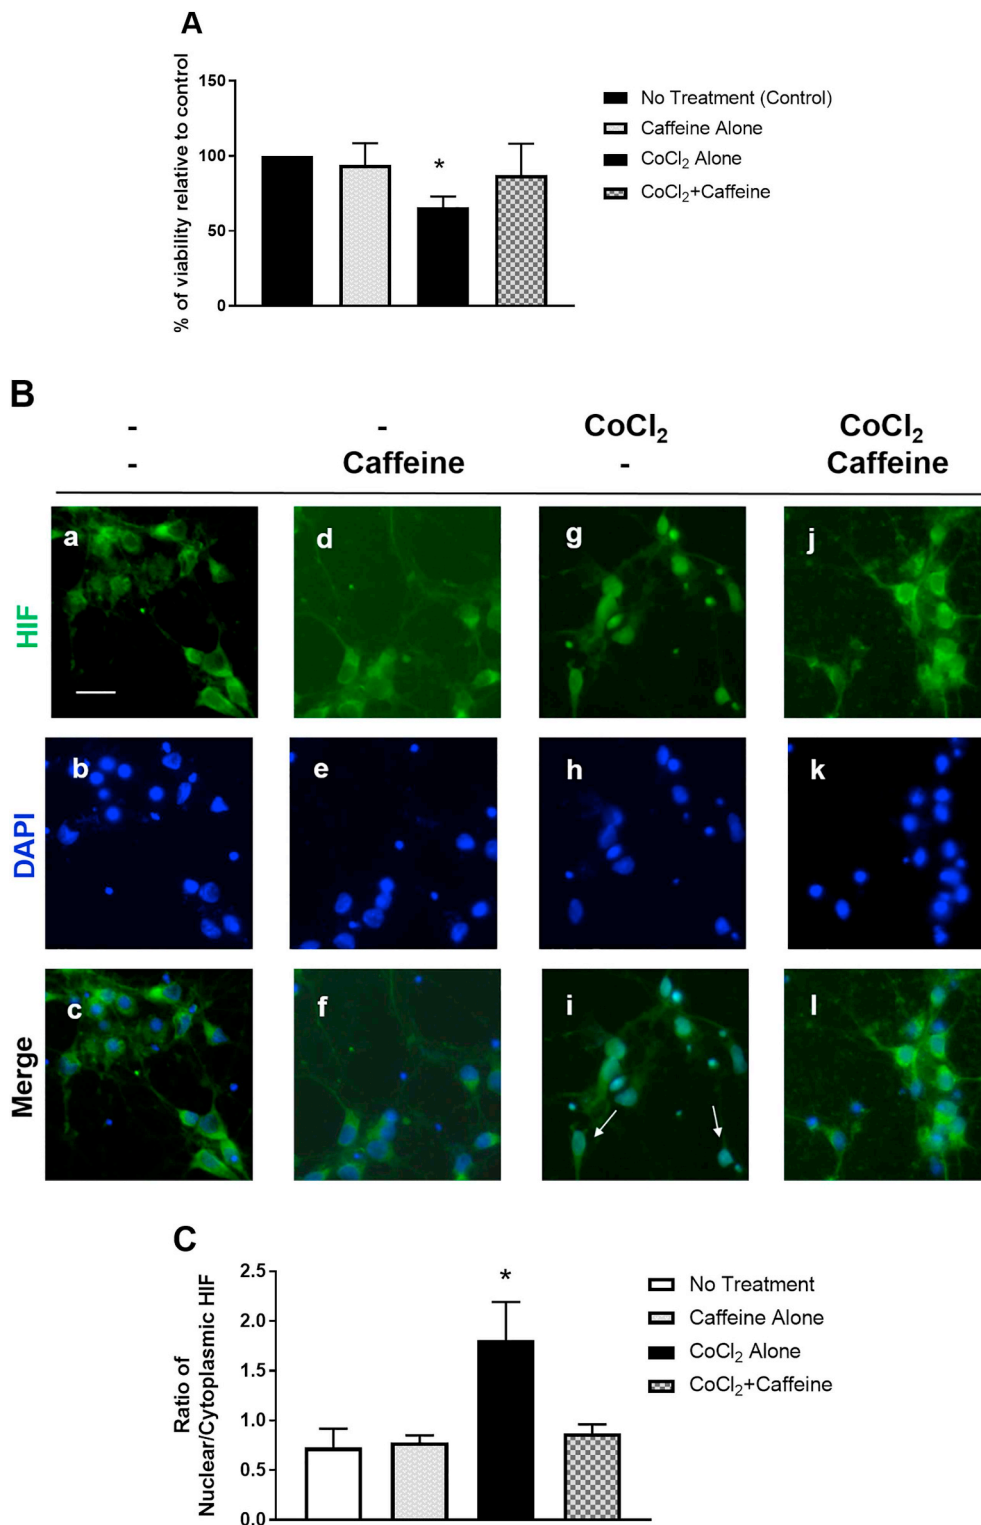 A
% of viability relative to control
150
100
50
0
*
No Treatment (Control)
Caffeine Alone
CoCl2 Alone
CoCl2+Caffeine
B
- - CoCl2 CoCl2
- Caffeine - Caffeine
HIF
a d g j
DAPI
b e h k
Merge
c f i l
C
Ratio of
Nuclear/Cytoplasmic HIF
2.5
2.0
1.5
1.0
0.5
0.0
*
No Treatment
Caffeine Alone
CoCl2 Alone
CoCl2+Caffeine